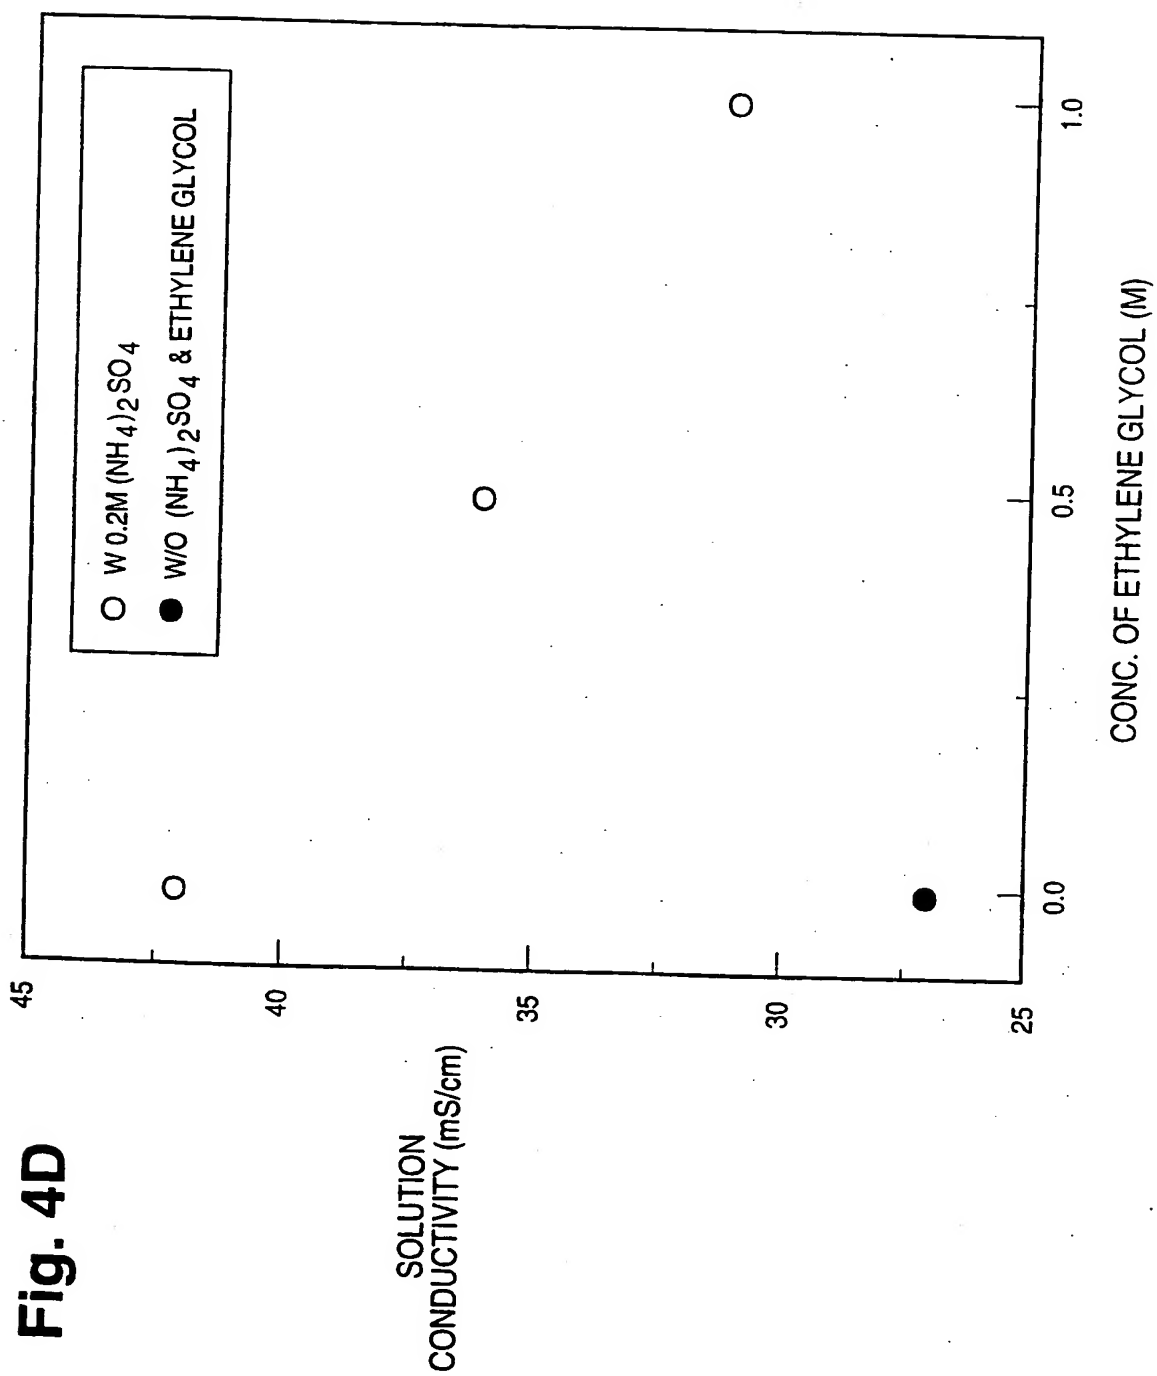 Fig. 4D
W 0.2M (NH4)2SO4
W/O (NH4)2SO4 & ETHYLENE GLYCOL
SOLUTION
CONDUCTIVITY (mS/cm)
45
40
35
30
25
0.0
0.5
1.0
CONC. OF ETHYLENE GLYCOL (M)